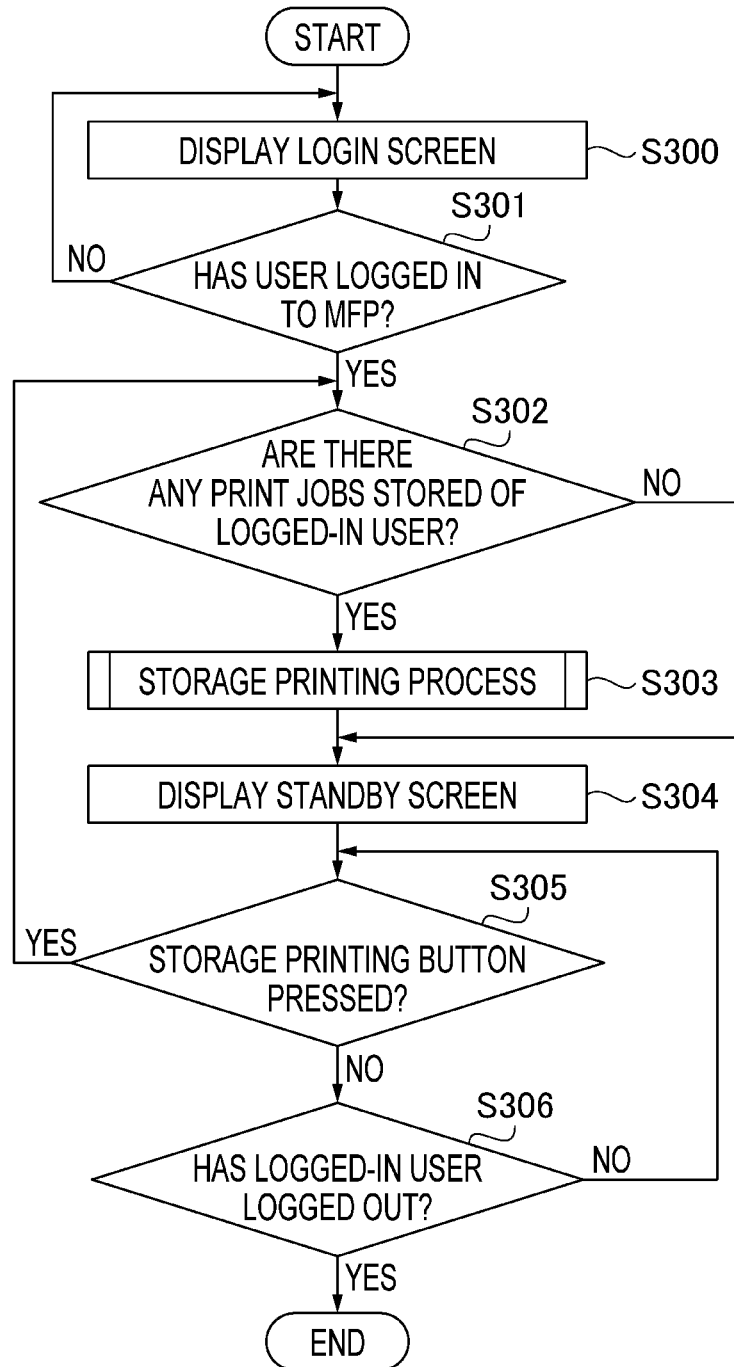 START
DISPLAY LOGIN SCREEN
S300
S301
NO
HAS USER LOGGED IN
TO MFP?
YES
S302
ARE THERE
ANY PRINT JOBS STORED OF
LOGGED-IN USER?
NO
YES
STORAGE PRINTING PROCESS
S303
DISPLAY STANDBY SCREEN
S304
S305
YES
STORAGE PRINTING BUTTON
PRESSED?
NO
S306
HAS LOGGED-IN USER
LOGGED OUT?
NO
YES
END